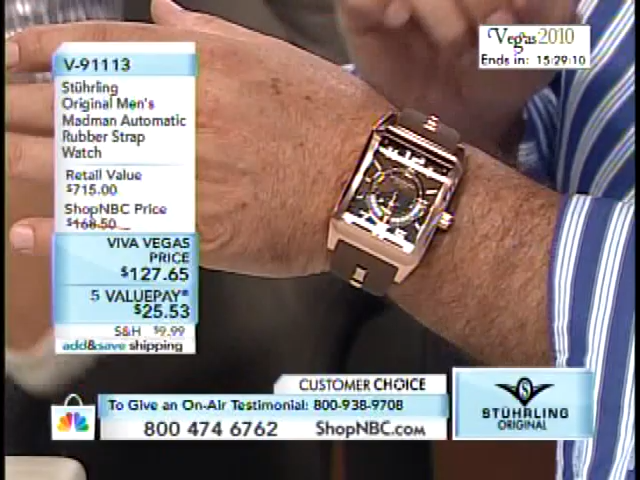 V-91113
Stührling
Original Men's
Madman Automatic
Rubber Strap
Watch
Retail Value
$715.00
ShopNBC Price
$168.50
VIVA VEGAS
PRICE
$127.65
5 VALUEPAY®
$25.53
S&H $9.99
add&save shipping
Vegas2010
Ends in: 15:29:10
CUSTOMER CHOICE
To Give an On-Air Testimonial: 800-938-9708
800 474 6762 ShopNBC.com
S
STÜHRLING
ORIGINAL